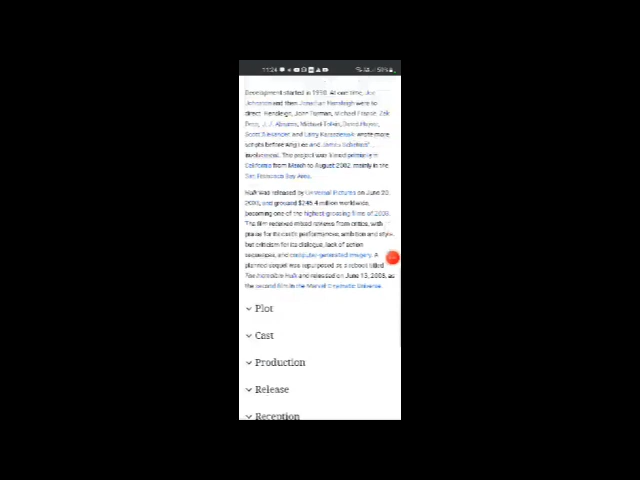 11:24
Development started in 1990. At one time, Joe
Johnston and then Jonathan Hensleigh were to
direct. Hensleigh, John Turman, Michael France, Zak
Penn, J. J. Abrams, Michael Tolkin, David Hayter,
Scott Alexander, and Larry Karaszewski wrote more
scripts before Ang Lee and James Schamus'
involvement. The project was filmed primarily in
California from March to August 2002, mainly in the
San Francisco Bay Area.
Hulk was released by Universal Pictures on June 20,
2003, and grossed $245.4 million worldwide,
becoming one of the highest-grossing films of 2003.
The film received mixed reviews from critics, with
praise for its cast's performances, ambition and style,
but criticism for its dialogue, lack of action
sequences, and computer-generated imagery. A
planned sequel was repurposed as a reboot titled
The Incredible Hulk and released on June 13, 2008, as
the second film in the Marvel Cinematic Universe.
Plot
Cast
Production
Release
Reception